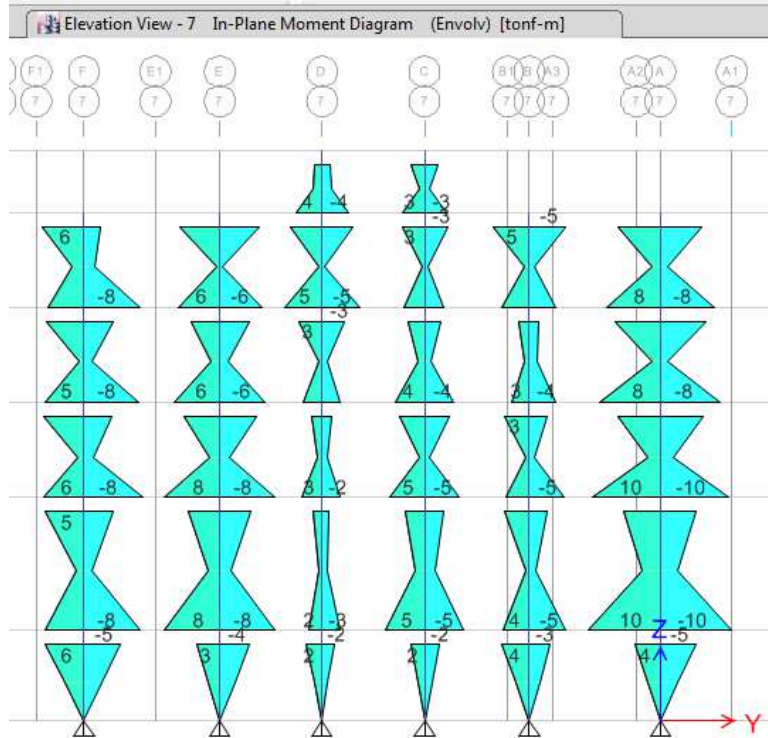 Elevation View - 7 In-Plane Moment Diagram (Envolv) [tonf-m]
F1 F E1 E D C B1 B A3 A2 A A1
7 7 7 7 7 7 7 7 7 7 7 7
4 -4 3 -3
-3 -5
6 3 5
-8 6 -6 5 -5 8 -8
-3
3
5 -8 6 -6 4 -4 3 -4 8 -8
3
6 -8 8 -8 3 -2 5 -5 -5 10 -10
5
-8 8 -8 2 -3 5 -5 4 -5 10 -10
Z
-5 -4 -2 -2 -3 -5
6 3 2 2 4 4
Y